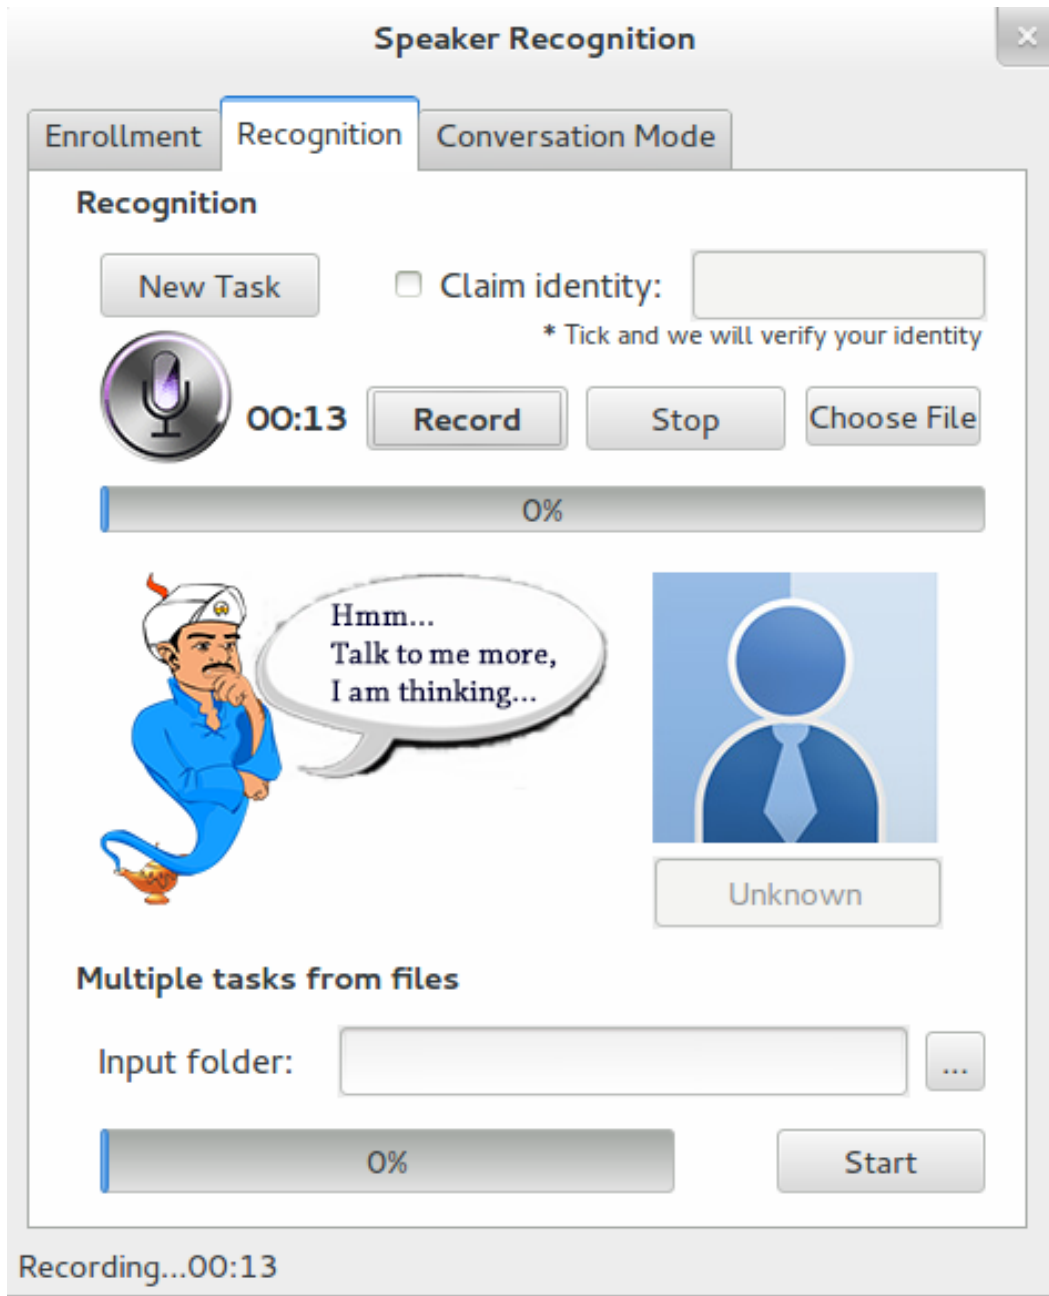 Speaker Recognition
Enrollment Recognition Conversation Mode
Recognition
New Task Claim identity:
* Tick and we will verify your identity
00:13 Record Stop Choose File
0%
Hmm...
Talk to me more,
I am thinking...
Unknown
Multiple tasks from files
Input folder: ...
0% Start
Recording...00:13